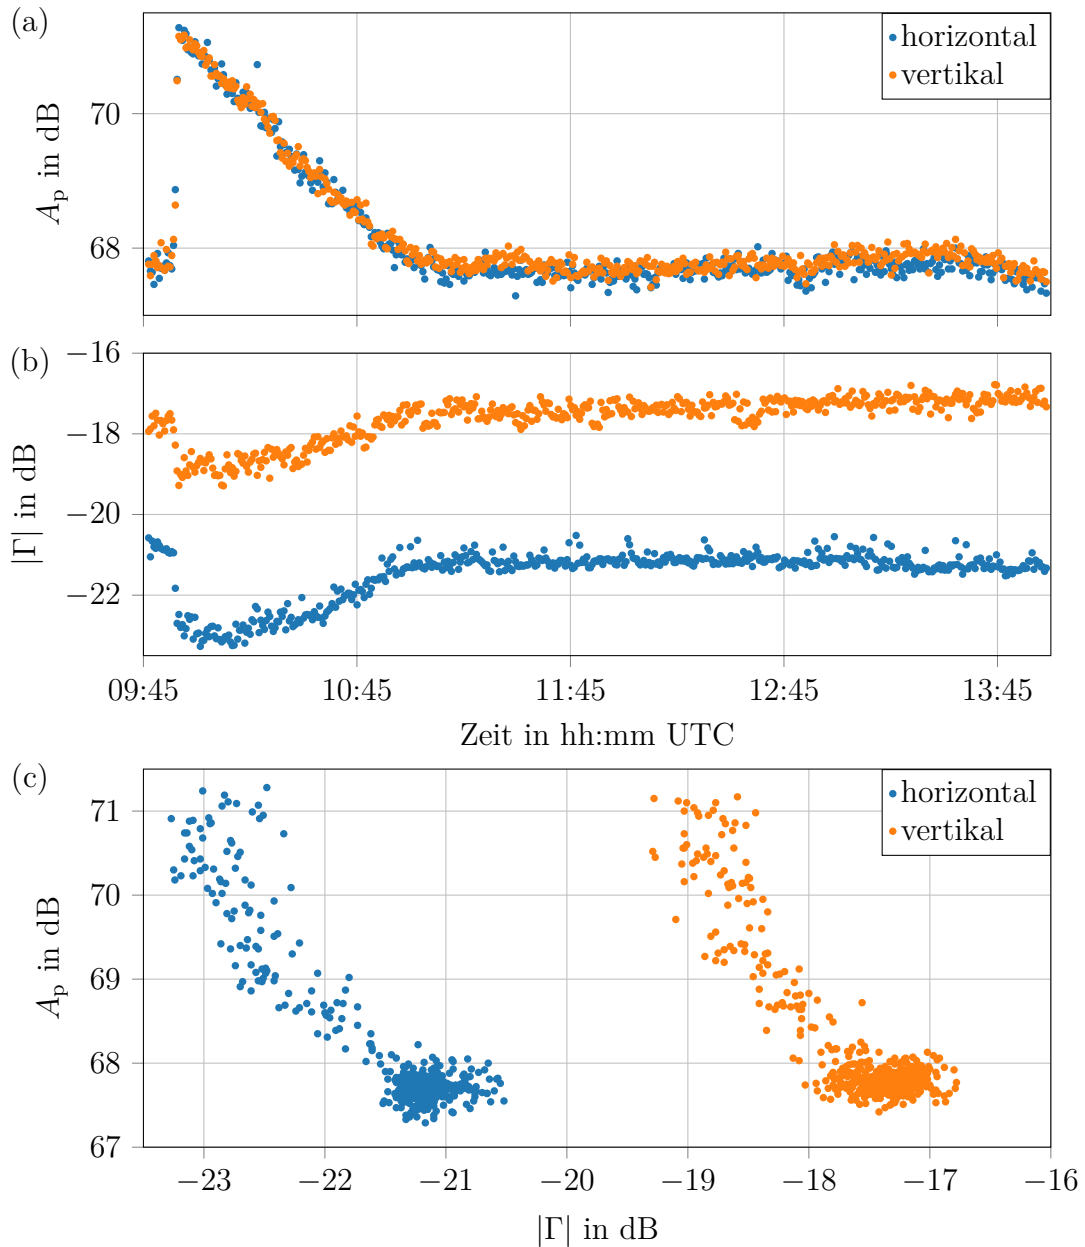 (a)
horizontal
vertikal
70
68
A_p in dB
(b)
−16
−18
−20
−22
|Γ| in dB
09:45 10:45 11:45 12:45 13:45
Zeit in hh:mm UTC
(c)
horizontal
vertikal
71
70
69
68
67
A_p in dB
−23 −22 −21 −20 −19 −18 −17 −16
|Γ| in dB